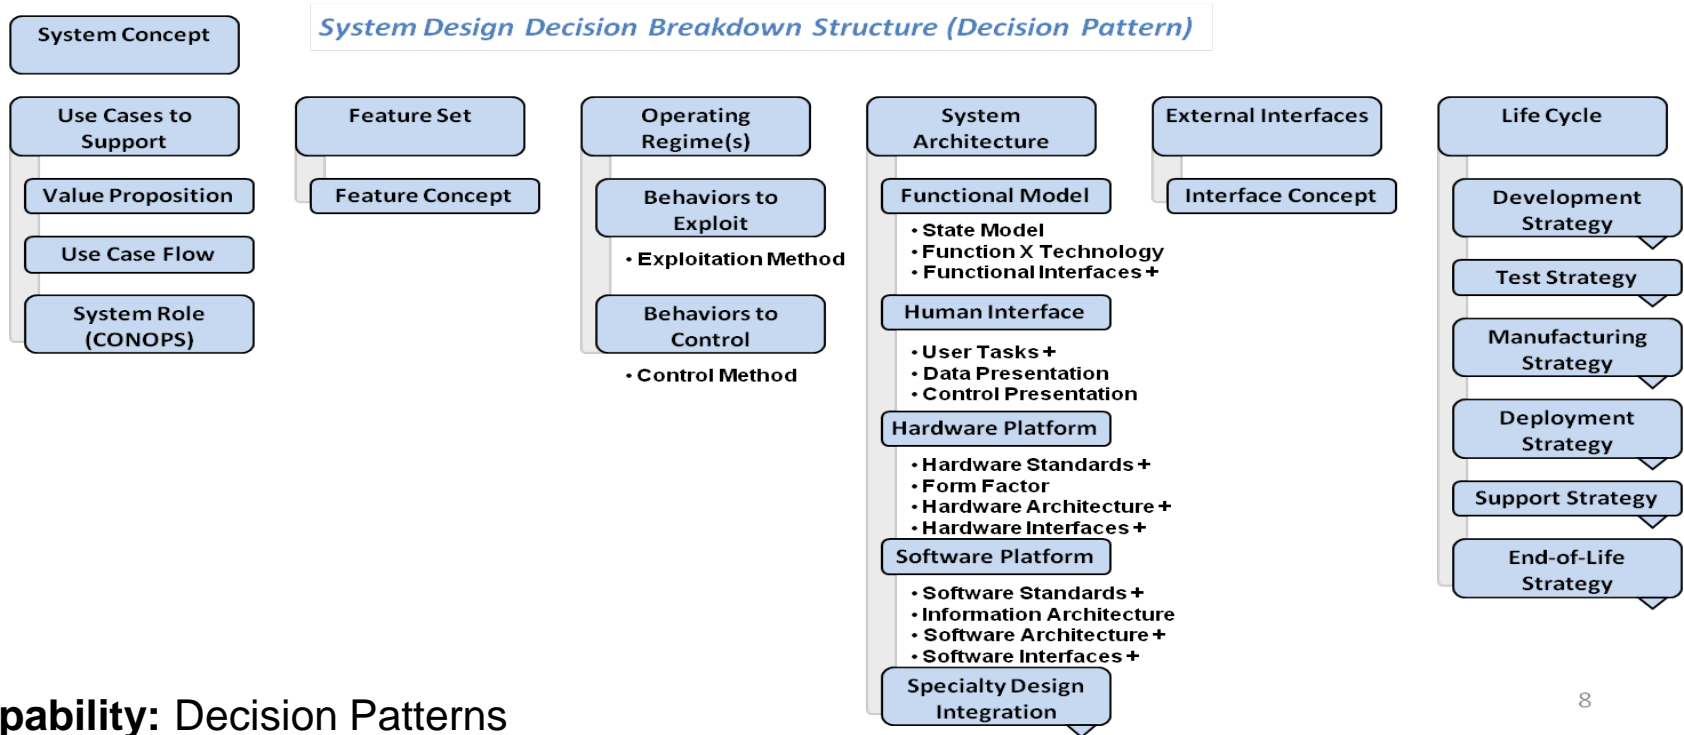 System Design Decision Breakdown Structure (Decision Pattern)
System Concept
Use Cases to
Support
Value Proposition
Use Case Flow
System Role
(CONOPS)
Feature Set
Feature Concept
Operating
Regime(s)
Behaviors to
Exploit
• Exploitation Method
Behaviors to
Control
• Control Method
System
Architecture
Functional Model
• State Model
• Function X Technology
• Functional Interfaces +
Human Interface
• User Tasks +
• Data Presentation
• Control Presentation
Hardware Platform
• Hardware Standards +
• Form Factor
• Hardware Architecture +
• Hardware Interfaces +
Software Platform
• Software Standards +
• Information Architecture
• Software Architecture +
• Software Interfaces +
Specialty Design
Integration
External Interfaces
Interface Concept
Life Cycle
Development
Strategy
Test Strategy
Manufacturing
Strategy
Deployment
Strategy
Support Strategy
End-of-Life
Strategy
pability: Decision Patterns
8